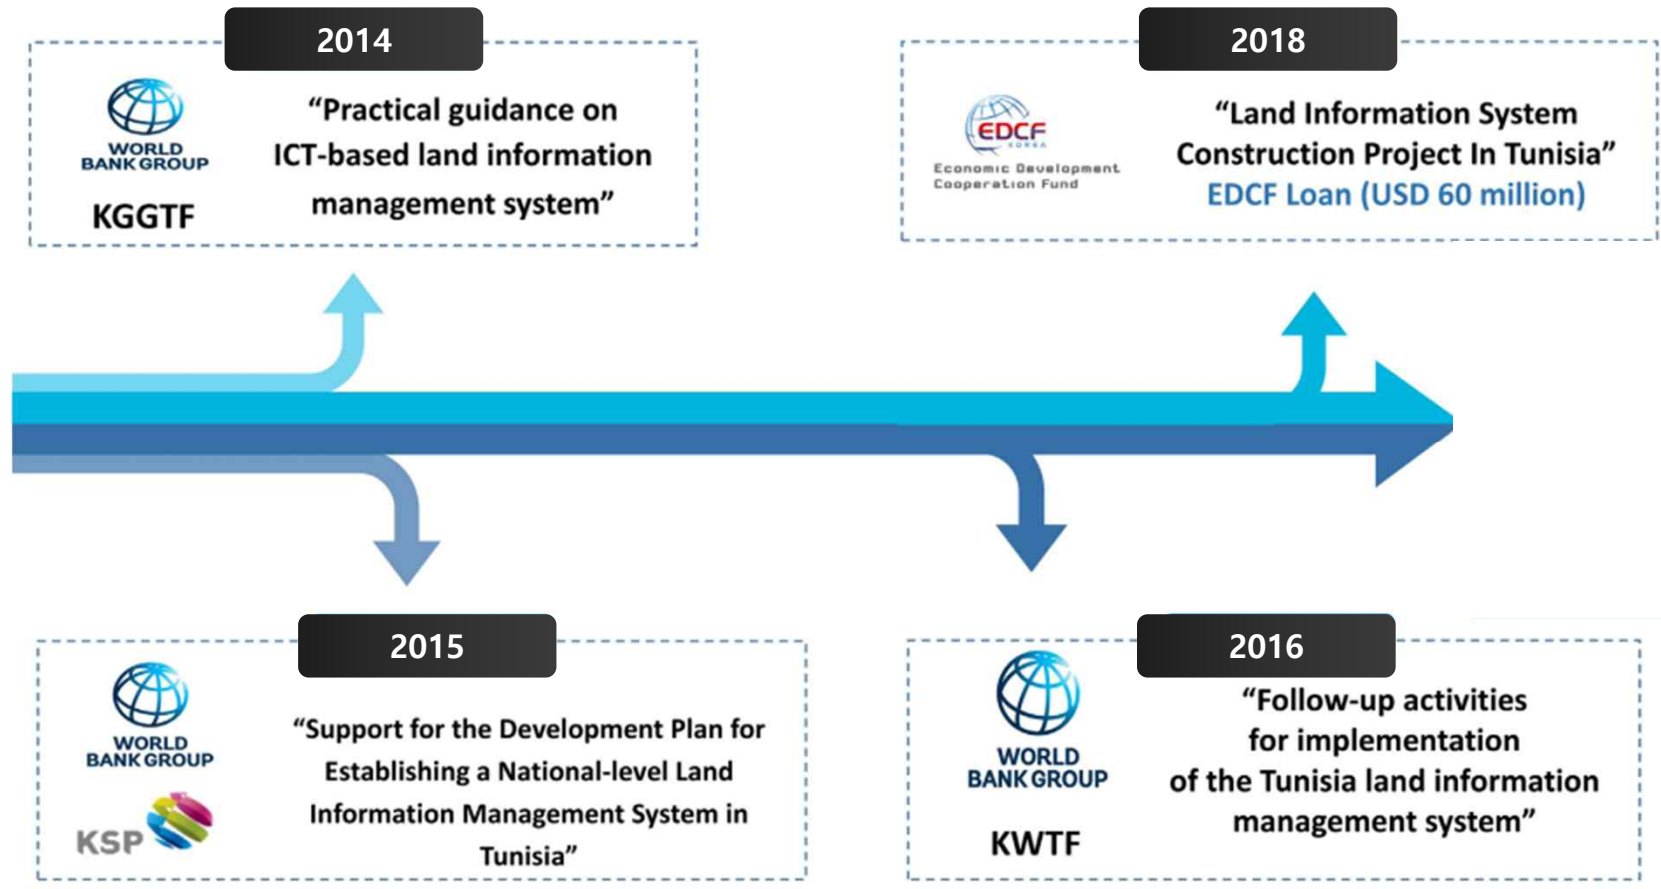 2014
WORLD
BANK GROUP
KGGTF
“Practical guidance on
ICT-based land information
management system”
2018
EDCF
KOREA
Economic Development
Cooperation Fund
“Land Information System
Construction Project In Tunisia”
EDCF Loan (USD 60 million)
2015
WORLD
BANK GROUP
KSP
“Support for the Development Plan for
Establishing a National-level Land
Information Management System in
Tunisia”
2016
WORLD
BANK GROUP
KWTF
“Follow-up activities
for implementation
of the Tunisia land information
management system”